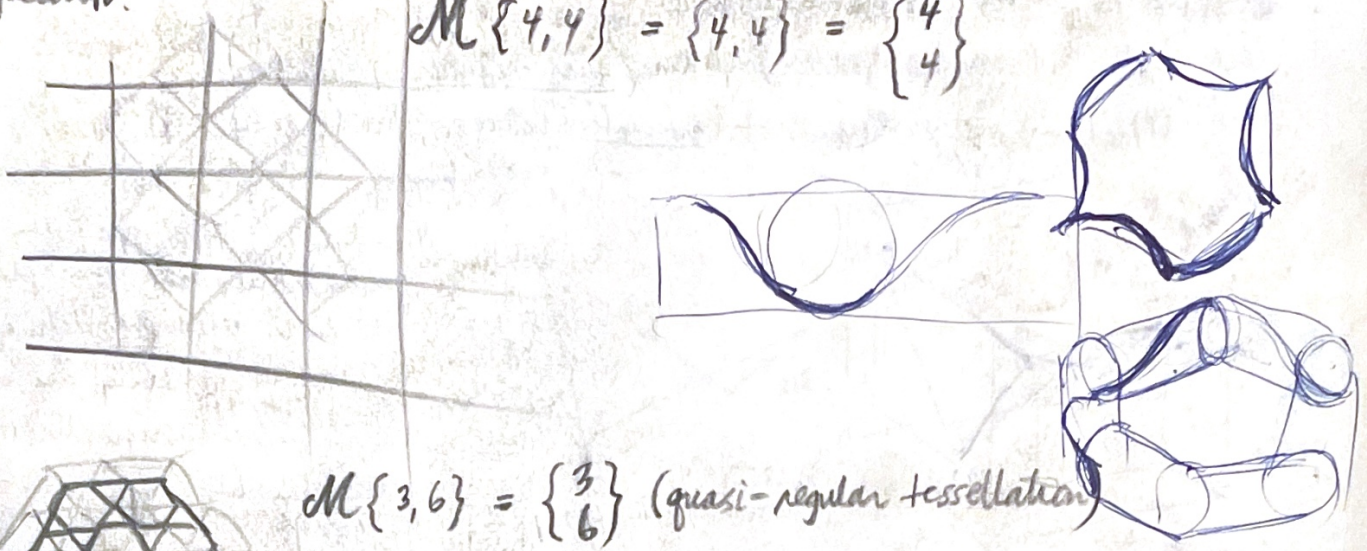 ℳ {4,4} = {4,4} = {4
4}
ℳ {3,6} = {3
6} (quasi-regular tessellation)